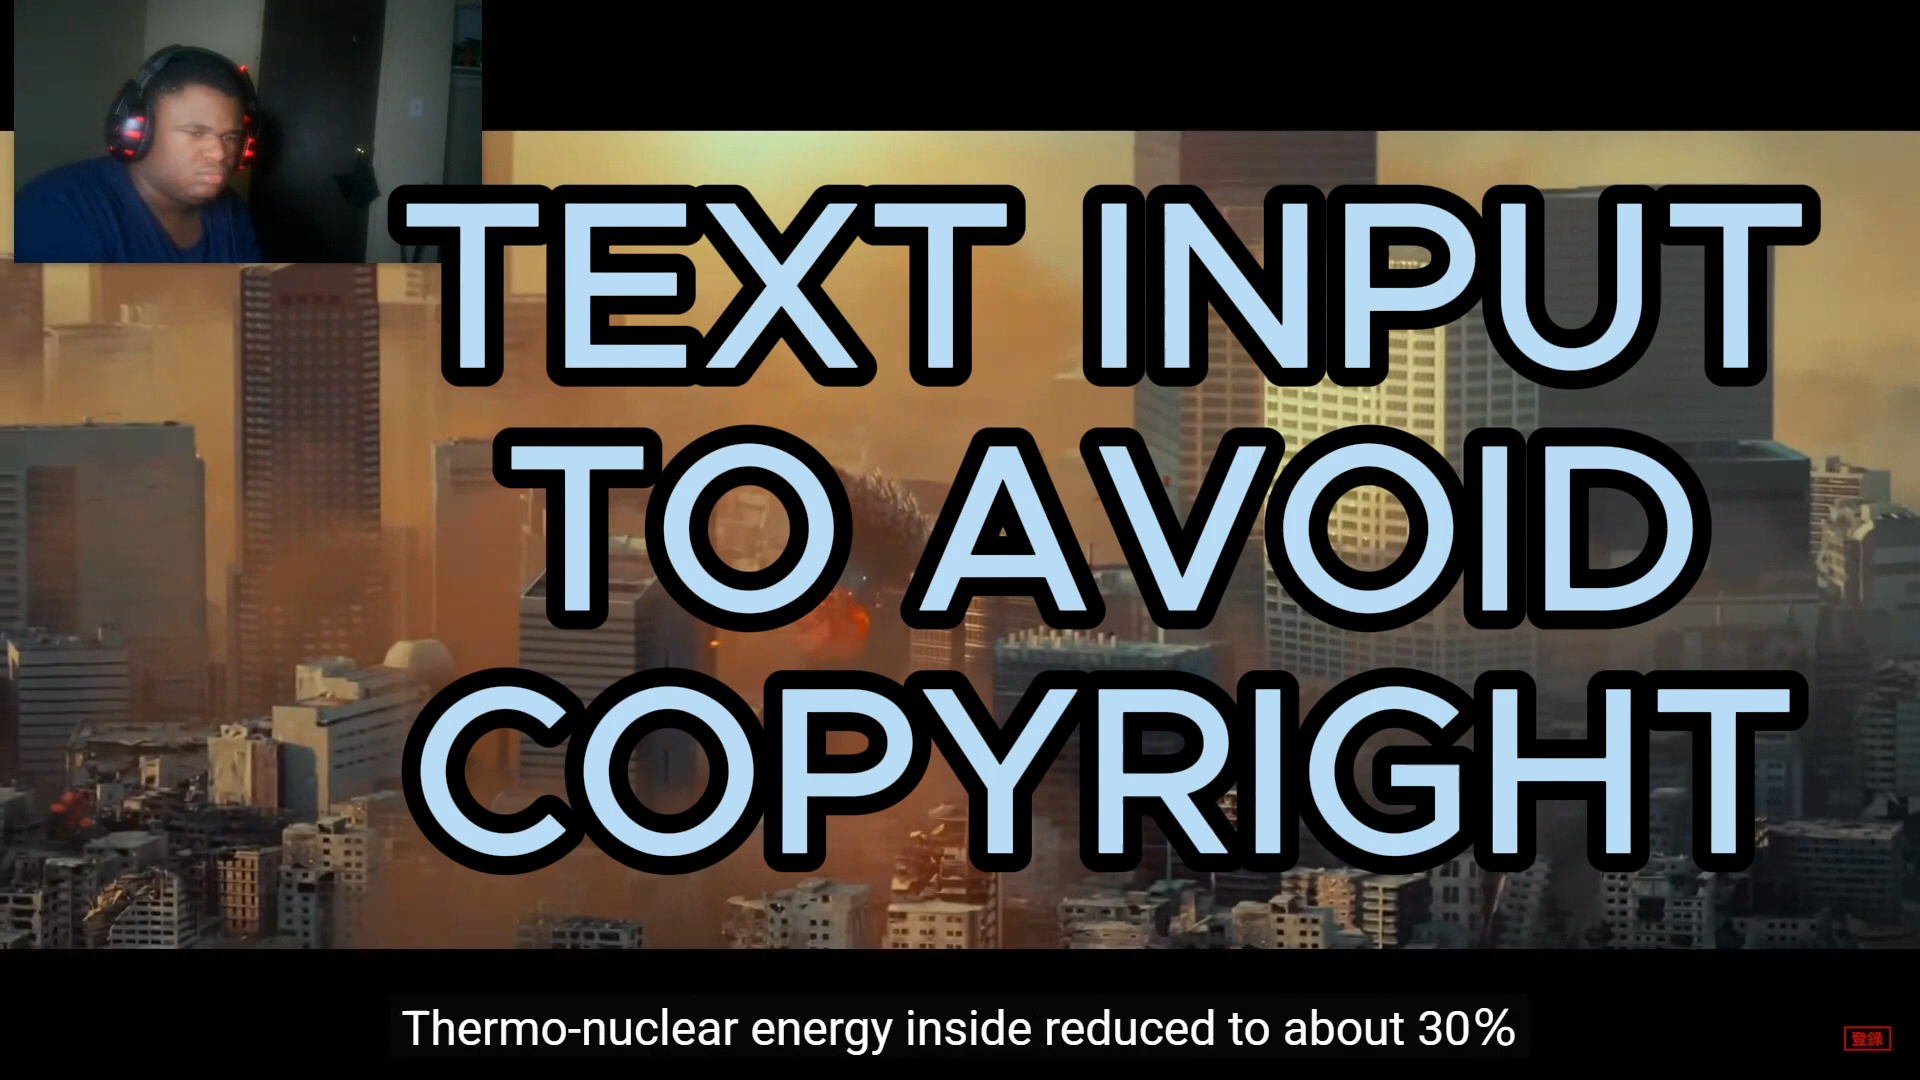 TEXT INPUT
TO AVOID
COPYRIGHT
Thermo-nuclear energy inside reduced to about 30%
登録